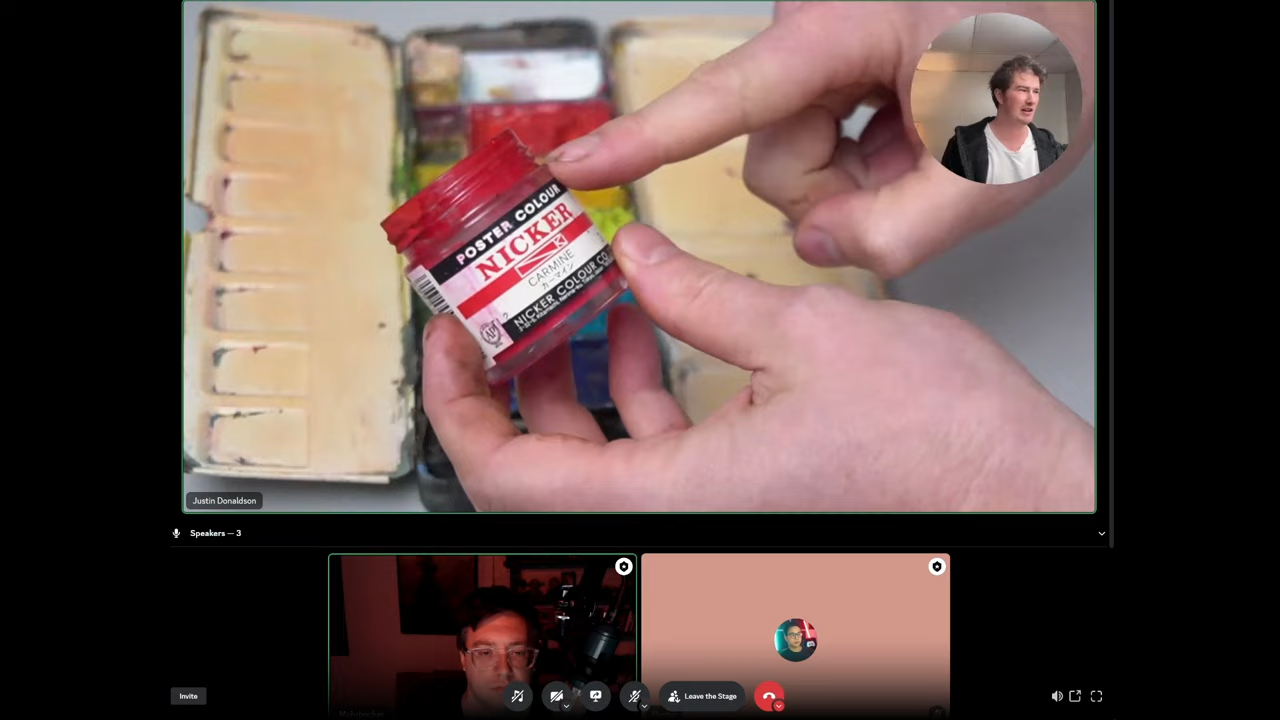 POSTER COLOUR
NICKER
CARMINE
カーマイン
NICKER COLOUR CO.
AP
Justin Donaldson
Speakers — 3
Invite
Leave the Stage